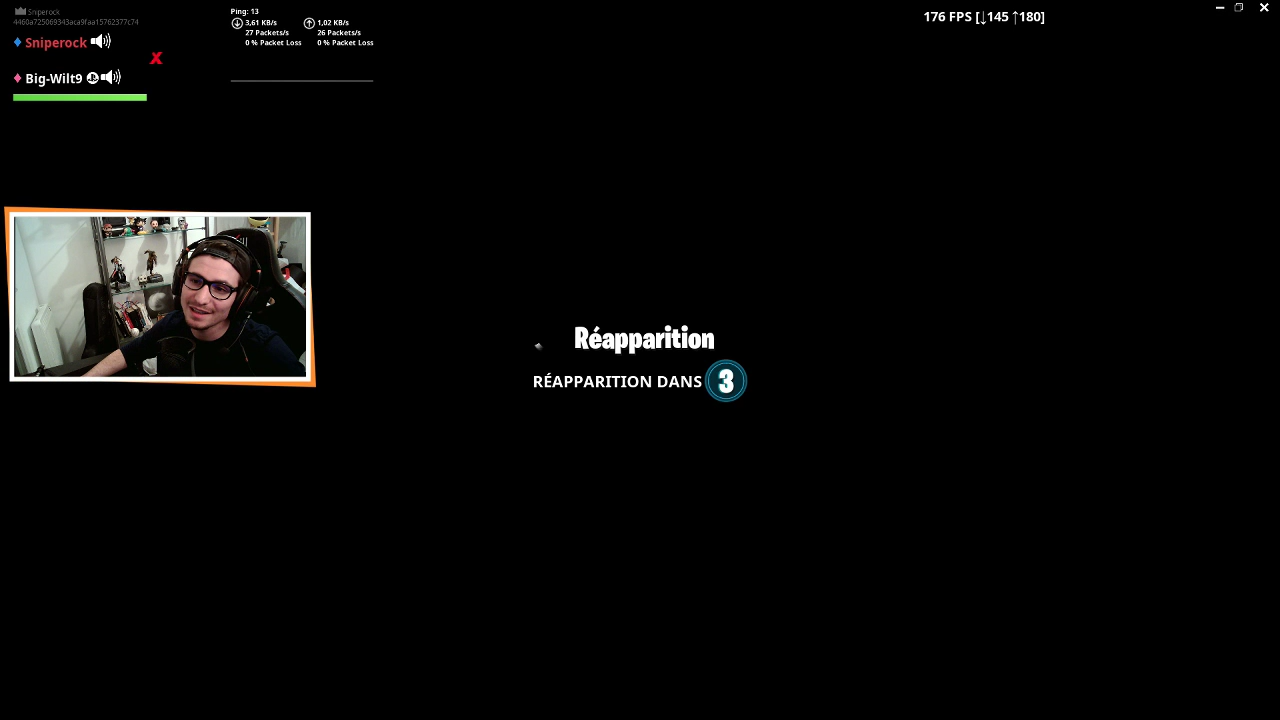 Sniperock
4460a725069343aca9faa15762377c74
Sniperock
X
Big-Wilt9
Ping: 13
3,61 KB/s 1,02 KB/s
27 Packets/s 26 Packets/s
0 % Packet Loss 0 % Packet Loss
176 FPS [↓145 ↑180]
Réapparition
RÉAPPARITION DANS 3